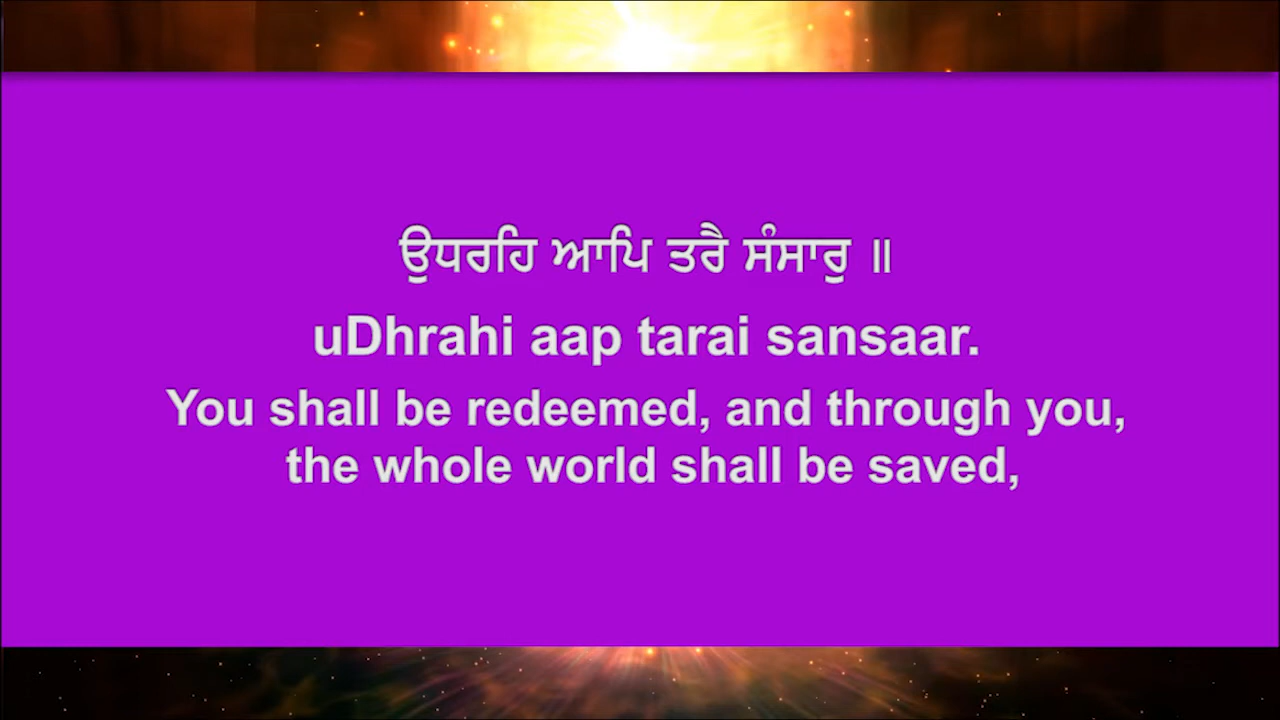 ਉਧਰਹਿ ਆਪਿ ਤਰੈ ਸੰਸਾਰੁ ॥
uDhrahi aap tarai sansaar.
You shall be redeemed, and through you,
the whole world shall be saved,